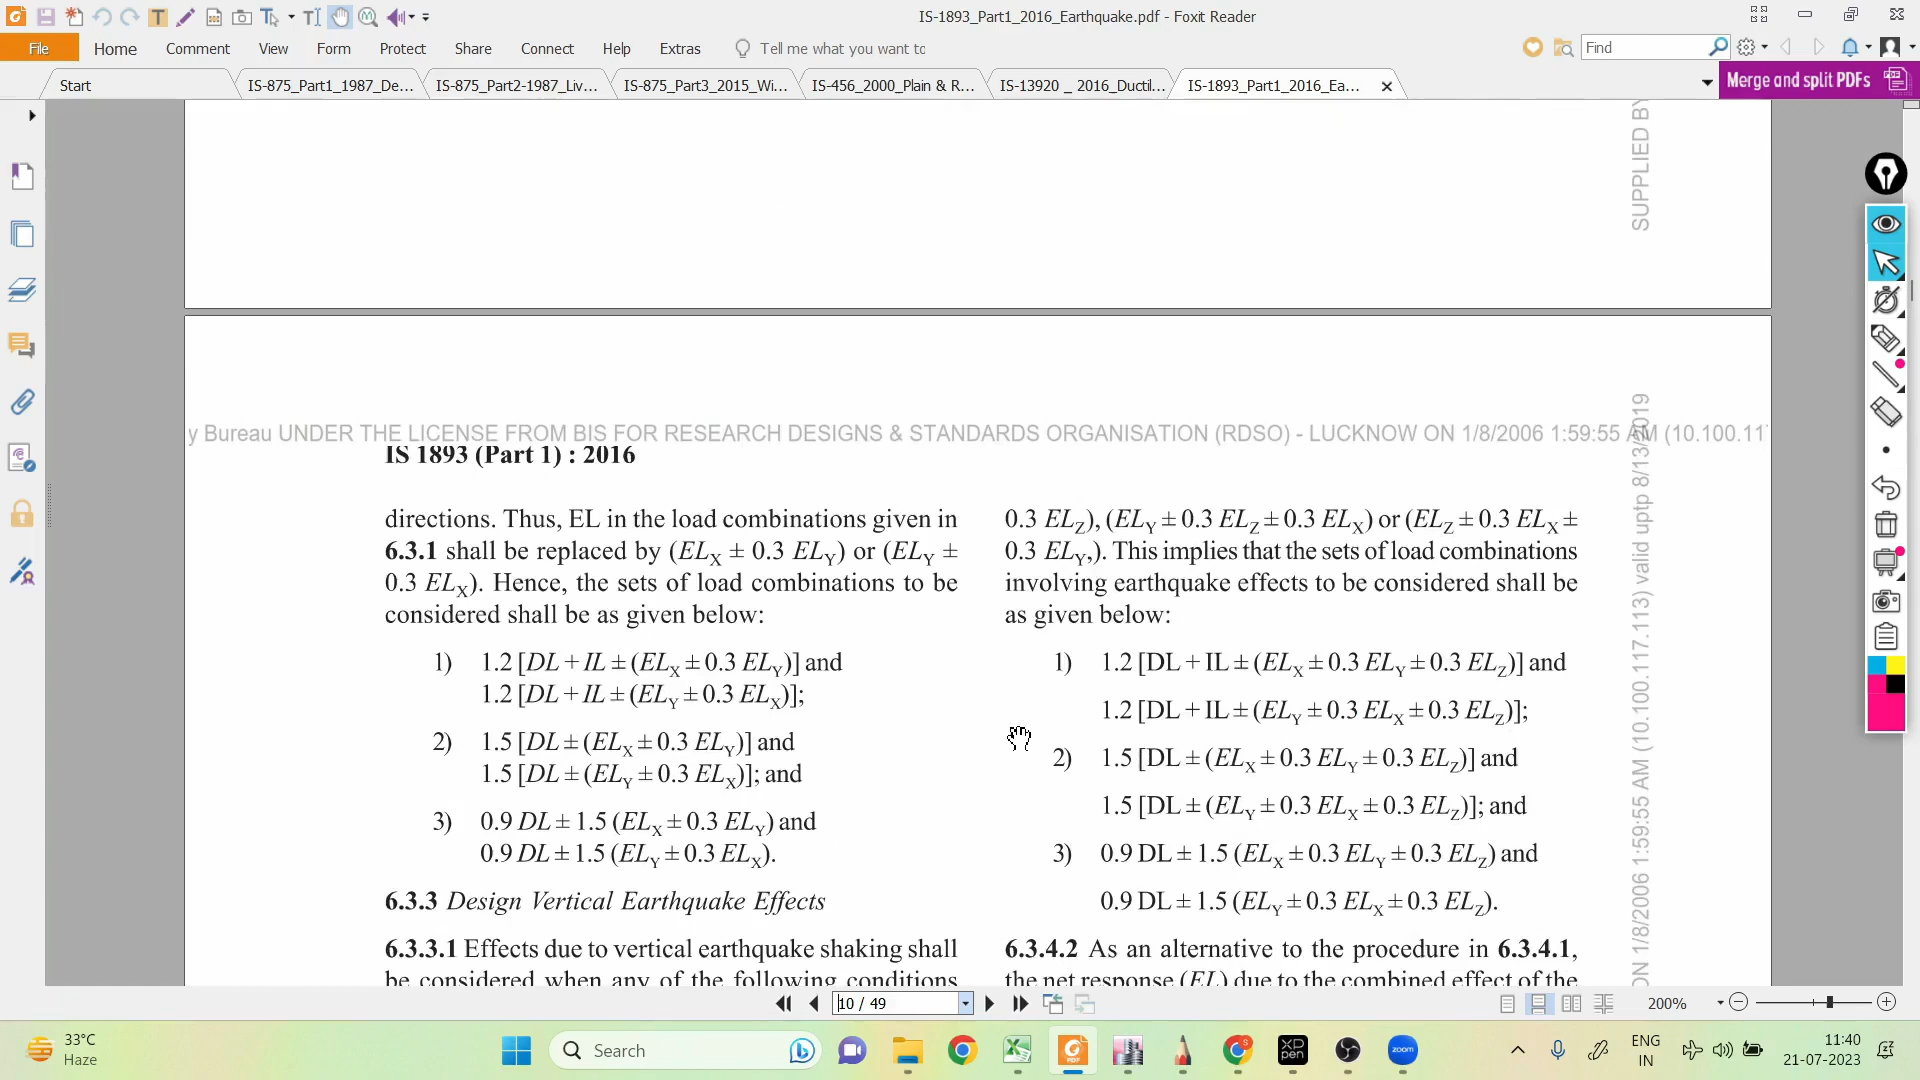 IS-1893_Part1_2016_Earthquake.pdf - Foxit Reader
File
Home
Comment
View
Form
Protect
Share
Connect
Help
Extras
Tell me what you want to
Find
Start
IS-875_Part1_1987_De...
IS-875_Part2-1987_Liv...
IS-875_Part3_2015_Wi...
IS-456_2000_Plain & R...
IS-13920 _ 2016_Ductil...
IS-1893_Part1_2016_Ea...
Merge and split PDFs
SUPPLIED BY
y Bureau UNDER THE LICENSE FROM BIS FOR RESEARCH DESIGNS & STANDARDS ORGANISATION (RDSO) - LUCKNOW ON 1/8/2006 1:59:55 AM (10.100.117
IS 1893 (Part 1) : 2016
directions. Thus, EL in the load combinations given in
6.3.1 shall be replaced by (ELX ± 0.3 ELY) or (ELY ±
0.3 ELX). Hence, the sets of load combinations to be
considered shall be as given below:
1) 1.2 [DL + IL ± (ELX ± 0.3 ELY)] and
1.2 [DL + IL ± (ELY ± 0.3 ELX)];
2) 1.5 [DL ± (ELX ± 0.3 ELY)] and
1.5 [DL ± (ELY ± 0.3 ELX)]; and
3) 0.9 DL ± 1.5 (ELX ± 0.3 ELY) and
0.9 DL ± 1.5 (ELY ± 0.3 ELX).
6.3.3 Design Vertical Earthquake Effects
6.3.3.1 Effects due to vertical earthquake shaking shall
be considered when any of the following conditions
0.3 ELZ), (ELY ± 0.3 ELZ ± 0.3 ELX) or (ELZ ± 0.3 ELX ±
0.3 ELY,). This implies that the sets of load combinations
involving earthquake effects to be considered shall be
as given below:
1) 1.2 [DL + IL ± (ELX ± 0.3 ELY ± 0.3 ELZ)] and
1.2 [DL + IL ± (ELY ± 0.3 ELX ± 0.3 ELZ)];
2) 1.5 [DL ± (ELX ± 0.3 ELY ± 0.3 ELZ)] and
1.5 [DL ± (ELY ± 0.3 ELX ± 0.3 ELZ)]; and
3) 0.9 DL ± 1.5 (ELX ± 0.3 ELY ± 0.3 ELZ) and
0.9 DL ± 1.5 (ELY ± 0.3 ELX ± 0.3 ELZ).
6.3.4.2 As an alternative to the procedure in 6.3.4.1,
the net response (EL) due to the combined effect of the
ON 1/8/2006 1:59:55 AM (10.100.117.113) valid uptp 8/13/2019
10 / 49
200%
33°C
Haze
Search
XP
pen
zoom
ENG
IN
11:40
21-07-2023